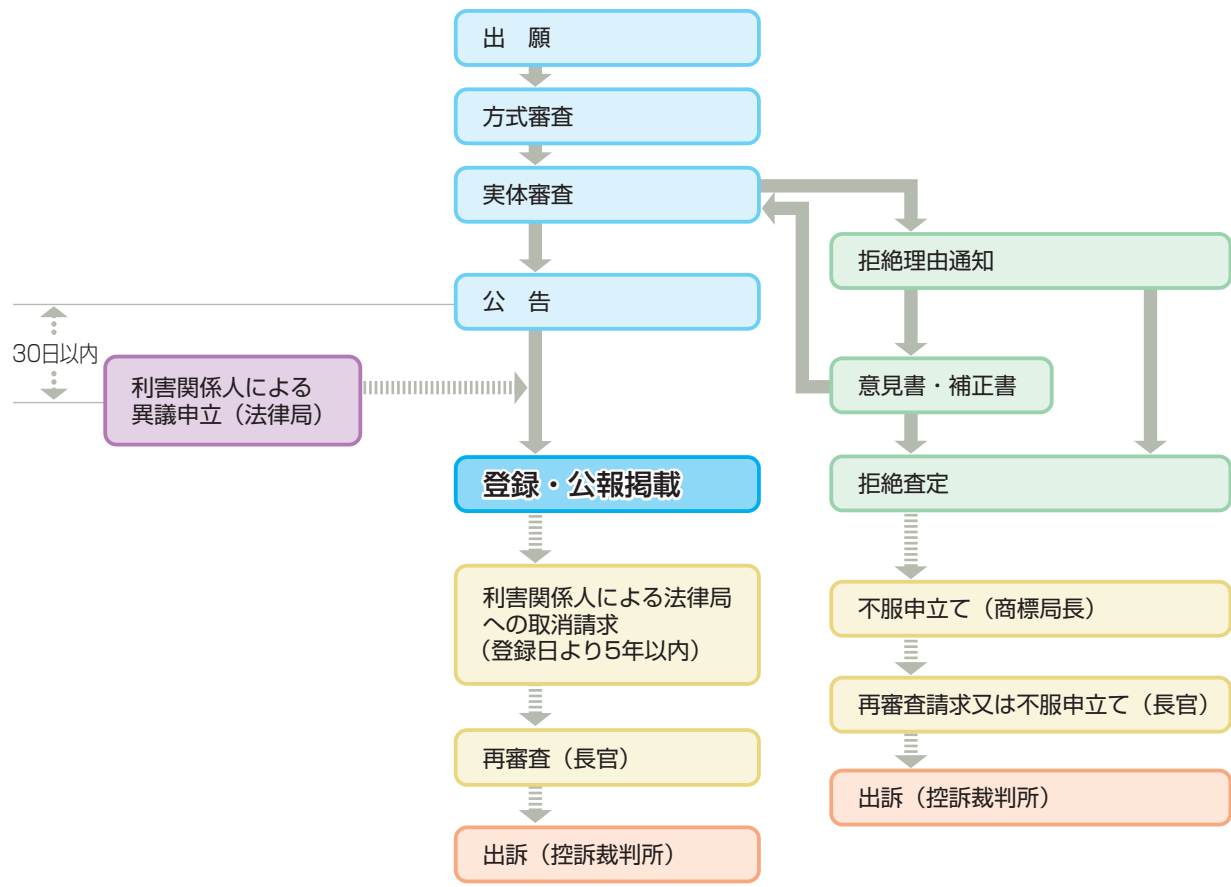 出　願
方式審査
実体審査
拒絶理由通知
公　告
30日以内
利害関係人による
異議申立（法律局）
意見書・補正書
登録・公報掲載
拒絶査定
利害関係人による法律局
への取消請求
（登録日より5年以内）
不服申立て（商標局長）
再審査請求又は不服申立て（長官）
再審査（長官）
出訴（控訴裁判所）
出訴（控訴裁判所）